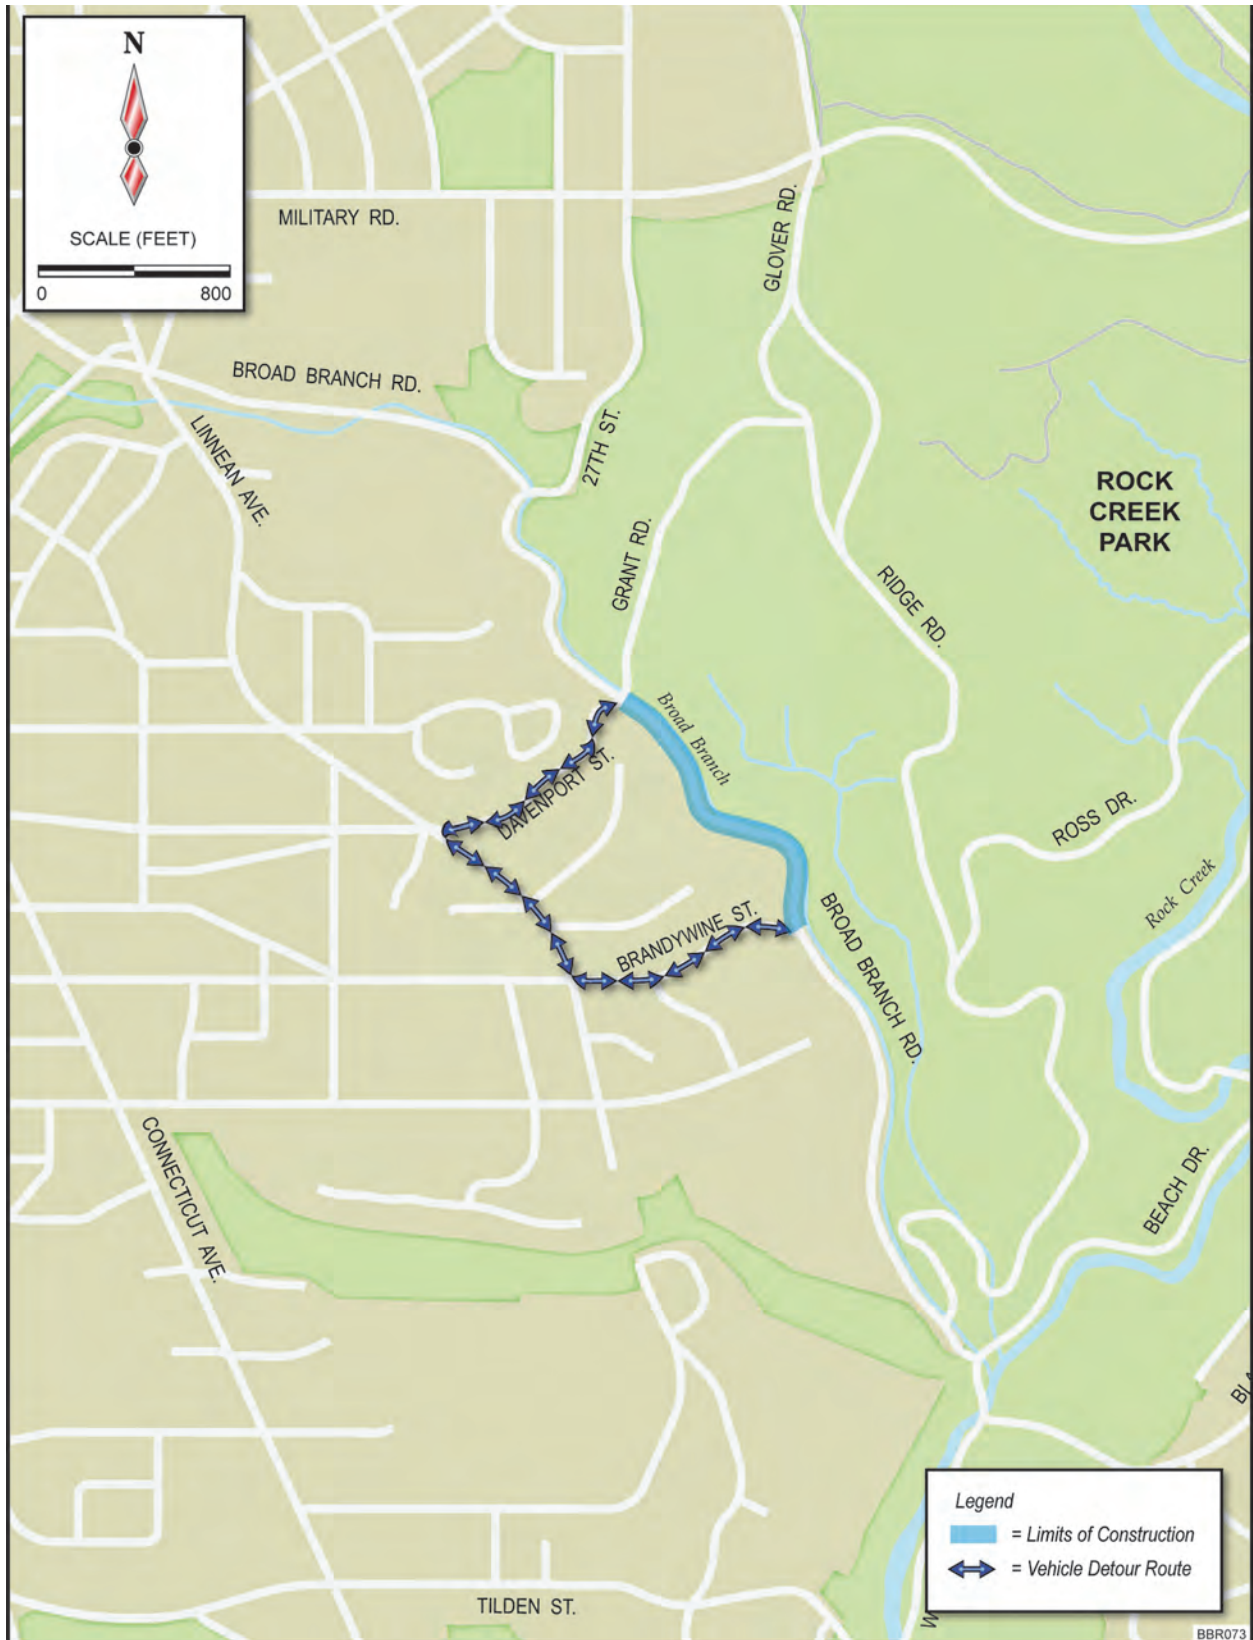 N
SCALE (FEET)
0 800
MILITARY RD.
GLOVER RD.
BROAD BRANCH RD.
LINNEAN AVE.
27TH ST.
ROCK
CREEK
PARK
GRANT RD.
RIDGE RD.
Broad Branch
DAVENPORT ST.
ROSS DR.
Rock Creek
BRANDYWINE ST.
BROAD BRANCH RD.
CONNECTICUT AVE.
BEACH DR.
Legend
= Limits of Construction
= Vehicle Detour Route
TILDEN ST.
BBR073